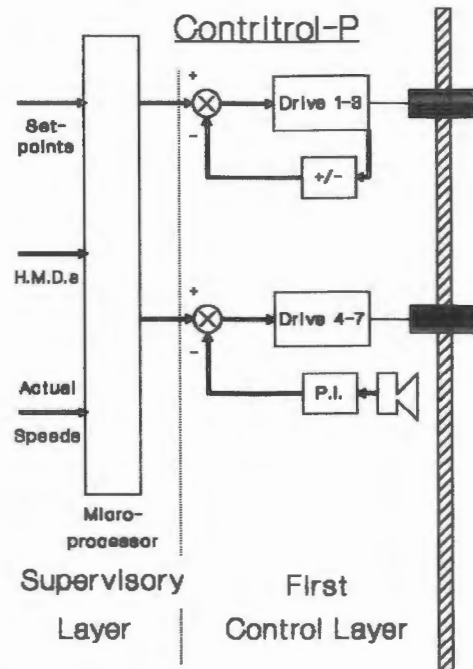 Contritrol-P
+
Drive 1-3
Set-
points
-
+/-
H.M.D.s
+
Drive 4-7
-
Actual
P.I.
Speeds
Micro-
processor
Supervisory
Layer
First
Control Layer